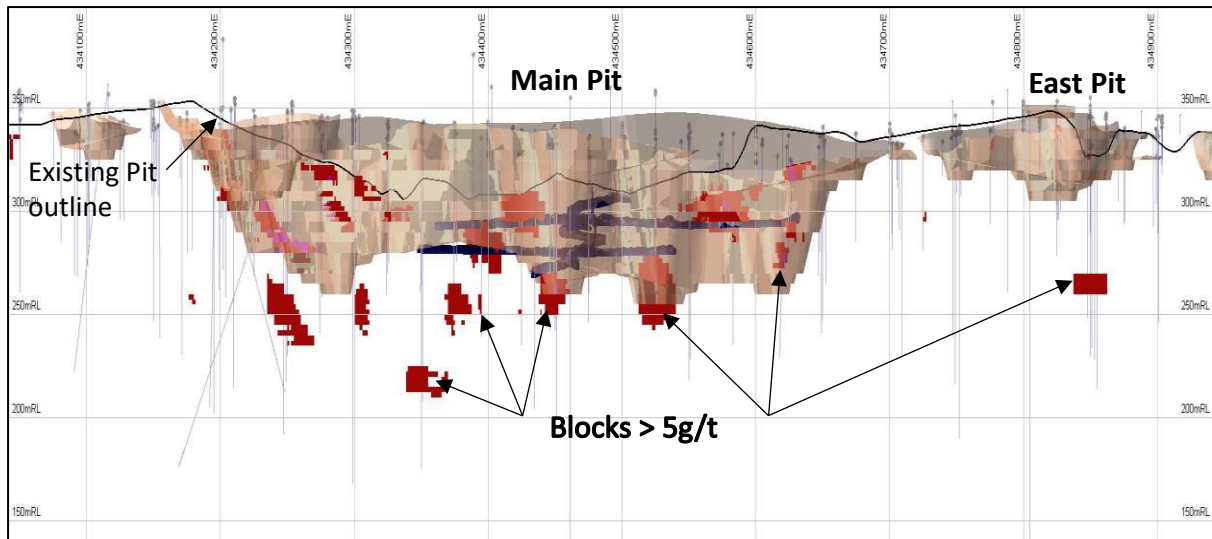 434100mE
434200mE
434300mE
434400mE
434500mE
434600mE
434700mE
434800mE
434900mE
Main Pit
East Pit
350mRL
350mRL
Existing Pit
outline
300mRL
300mRL
250mRL
250mRL
200mRL
200mRL
Blocks > 5g/t
150mRL
150mRL